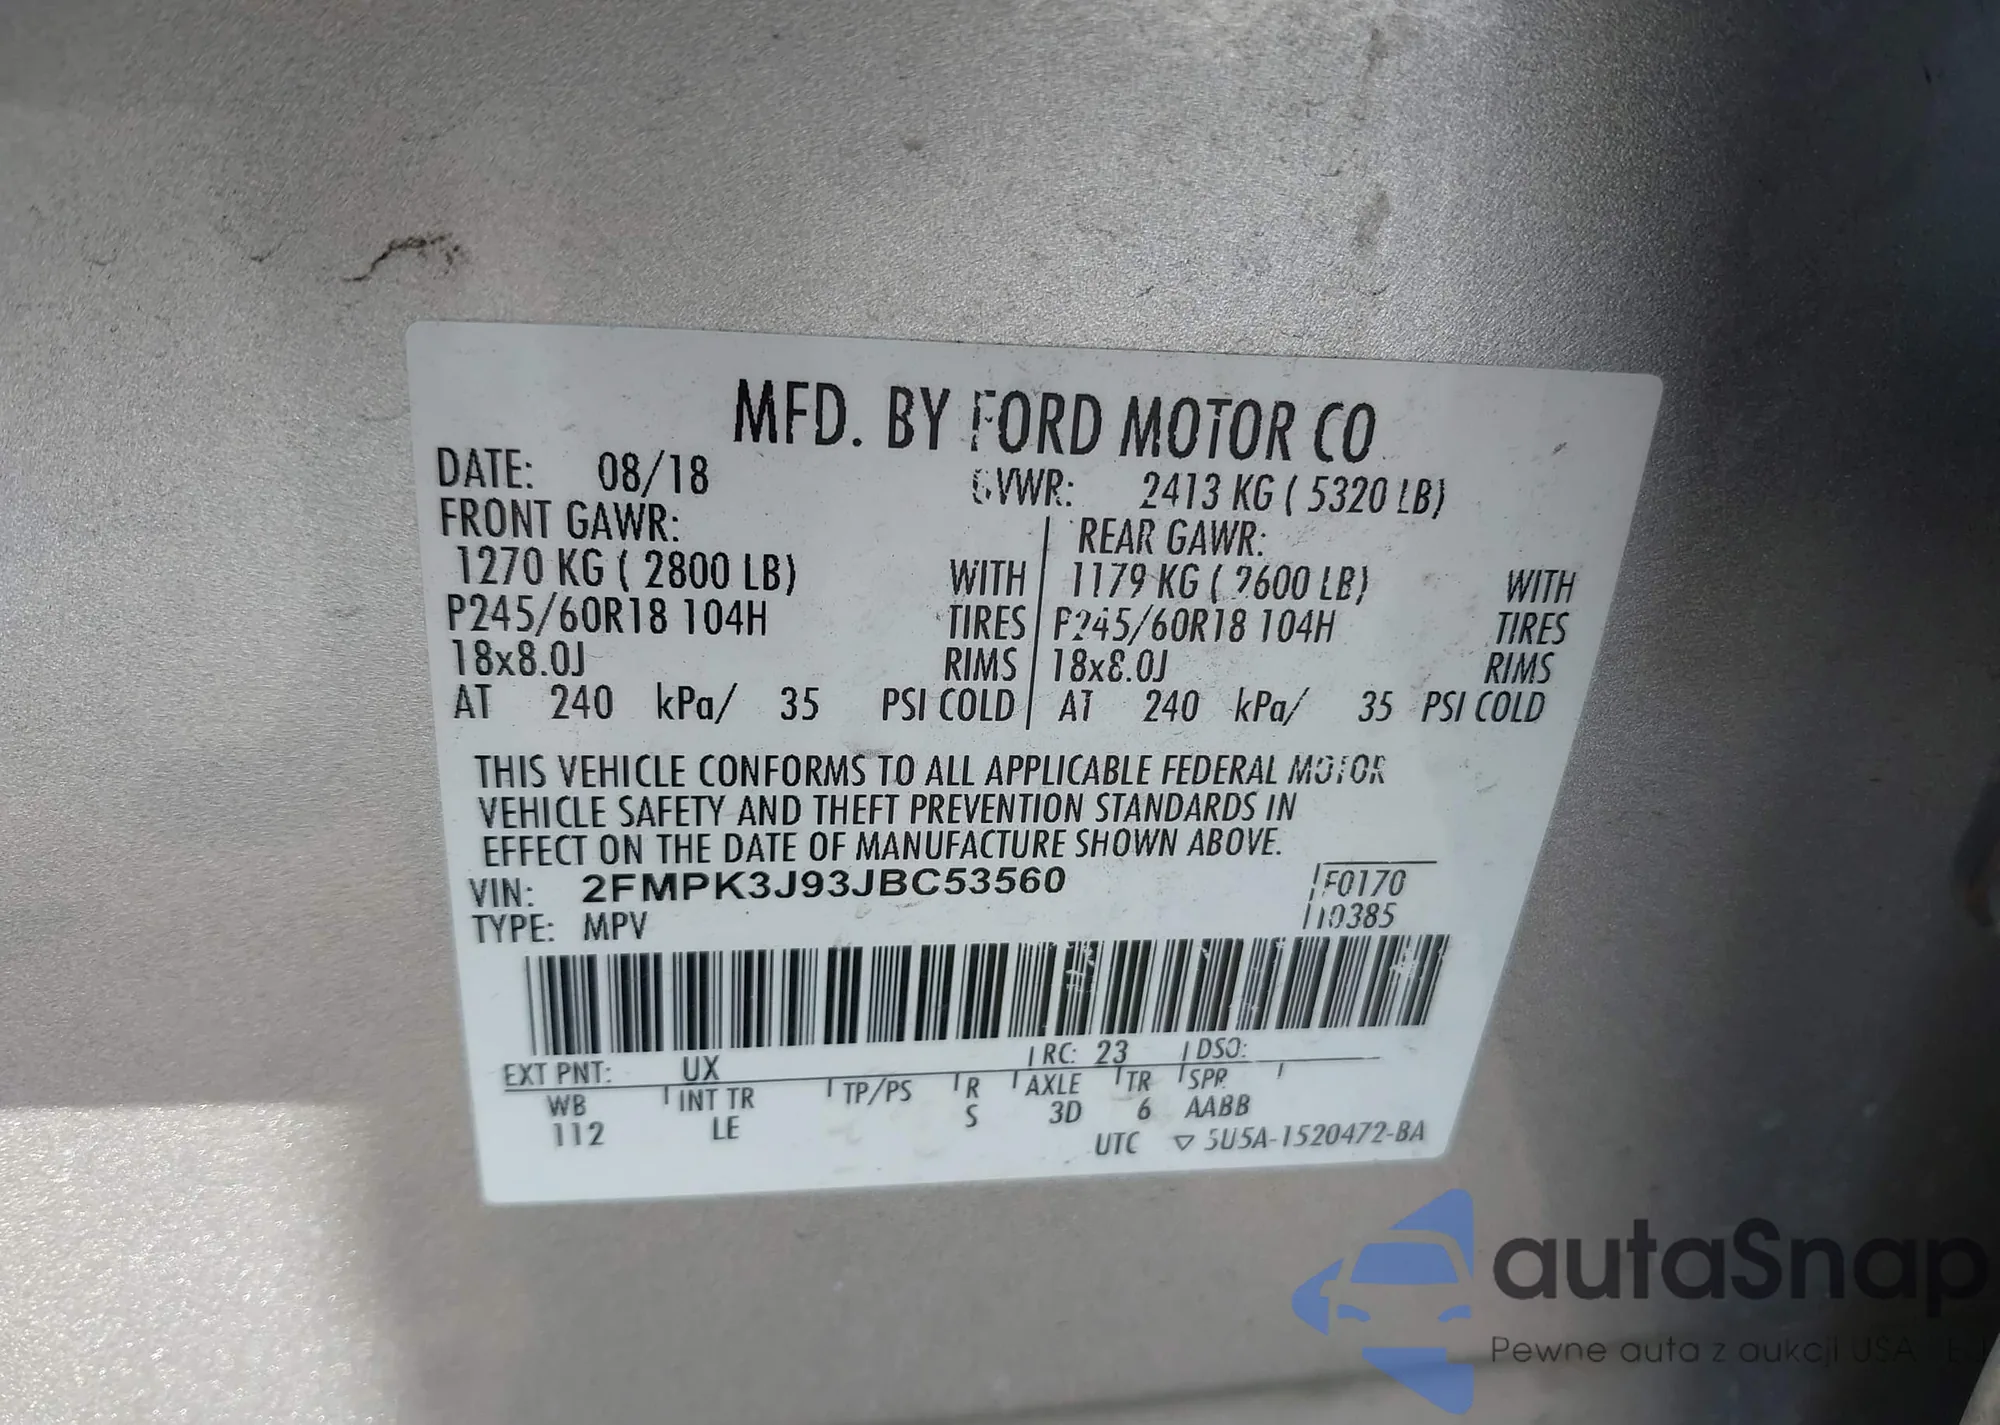 MFD. BY FORD MOTOR CO
DATE: 08/18 GVWR: 2413 KG ( 5320 LB)
FRONT GAWR: REAR GAWR:
1270 KG ( 2800 LB) WITH 1179 KG ( 2600 LB) WITH
P245/60R18 104H TIRES P245/60R18 104H TIRES
18x8.0J RIMS 18x8.0J RIMS
AT 240 kPa/ 35 PSI COLD AT 240 kPa/ 35 PSI COLD
THIS VEHICLE CONFORMS TO ALL APPLICABLE FEDERAL MOTOR
VEHICLE SAFETY AND THEFT PREVENTION STANDARDS IN
EFFECT ON THE DATE OF MANUFACTURE SHOWN ABOVE.
VIN: 2FMPK3J93JBC53560 F0170
TYPE: MPV 10385
EXT PNT: UX RC: 23 DSO:
WB INT TR TP/PS R AXLE TR SPR
112 LE S 3D 6 AABB
UTC ▽ 5U5A-1520472-BA
autaSnap
Pewne auta z aukcji USA